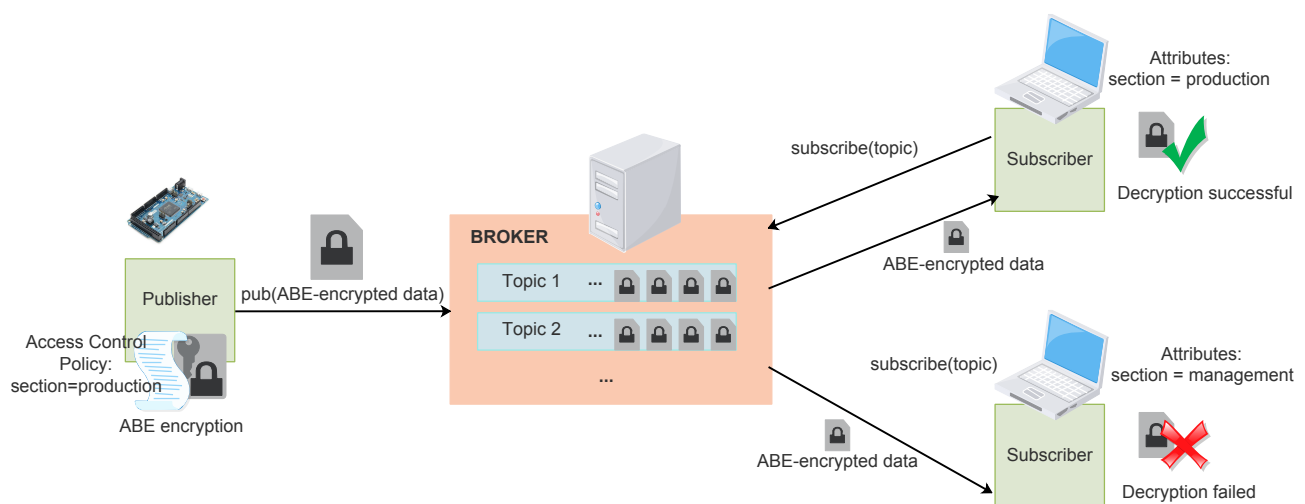 Attributes:
section = production
subscribe(topic)
Subscriber
Decryption successful
BROKER
ABE-encrypted data
Topic 1 ...
Publisher
pub(ABE-encrypted data)
Topic 2 ...
Access Control
Policy:
section=production
...
ABE encryption
subscribe(topic)
Attributes:
section = management
ABE-encrypted data
Subscriber
Decryption failed